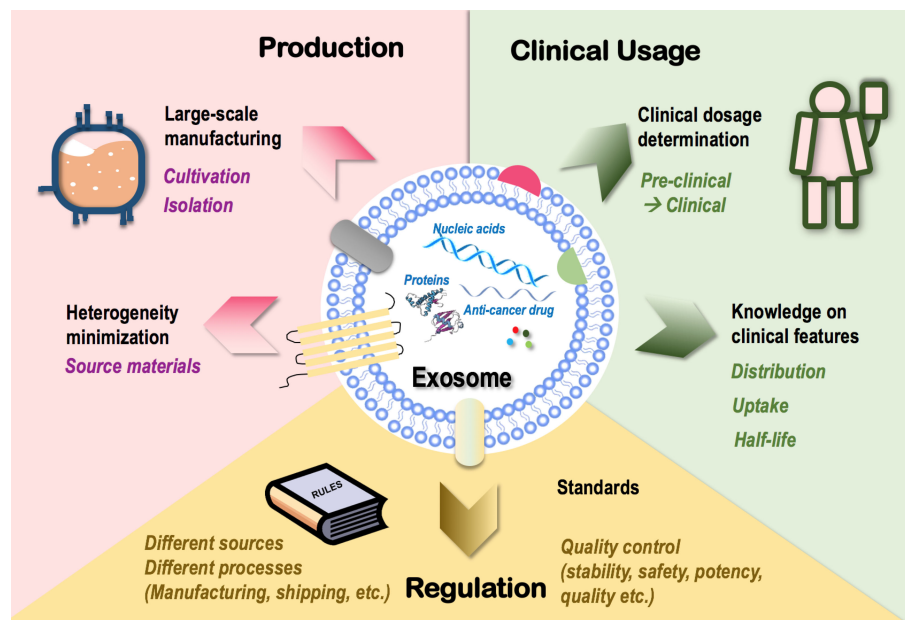 Production
Large-scale
manufacturing
Cultivation
Isolation
Heterogeneity
minimization
Source materials
Clinical Usage
Clinical dosage
determination
Pre-clinical
→ Clinical
Knowledge on
clinical features
Distribution
Uptake
Half-life
Nucleic acids
Proteins
Anti-cancer drug
Exosome
RULES
Different sources
Different processes
(Manufacturing, shipping, etc.)
Standards
Quality control
(stability, safety, potency,
quality etc.)
Regulation